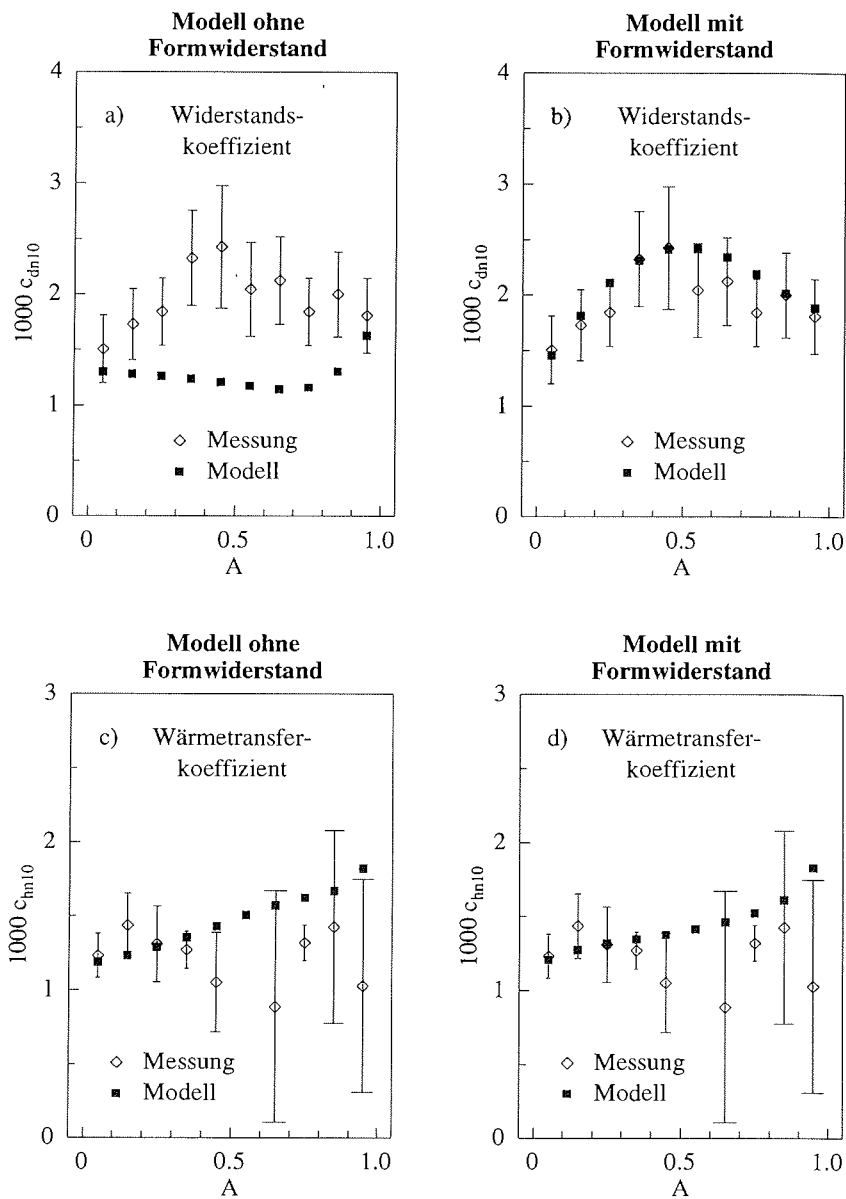 Modell ohne
Formwiderstand
4
3
2
1
0
1000 c_dn10
a) Widerstands-
koeffizient
Messung
Modell
0 0.5 1.0
A
Modell mit
Formwiderstand
4
3
2
1
0
1000 c_dn10
b) Widerstands-
koeffizient
Messung
Modell
0 0.5 1.0
A
Modell ohne
Formwiderstand
3
2
1
0
1000 c_hn10
c) Wärmetransfer-
koeffizient
Messung
Modell
0 0.5 1.0
A
Modell mit
Formwiderstand
3
2
1
0
1000 c_hn10
d) Wärmetransfer-
koeffizient
Messung
Modell
0 0.5 1.0
A